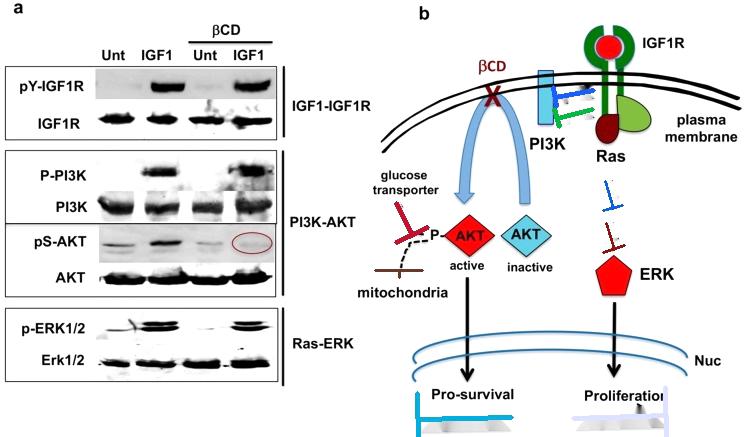 a
βCD
Unt IGF1 Unt IGF1
pY-IGF1R
IGF1R
IGF1-IGF1R
P-PI3K
PI3K
pS-AKT
AKT
PI3K-AKT
p-ERK1/2
Erk1/2
Ras-ERK
b
IGF1R
βCD
X
PI3K
Ras
plasma
membrane
glucose
transporter
P
AKT
AKT
active
inactive
mitochondria
ERK
Nuc
Pro-survival
Proliferation